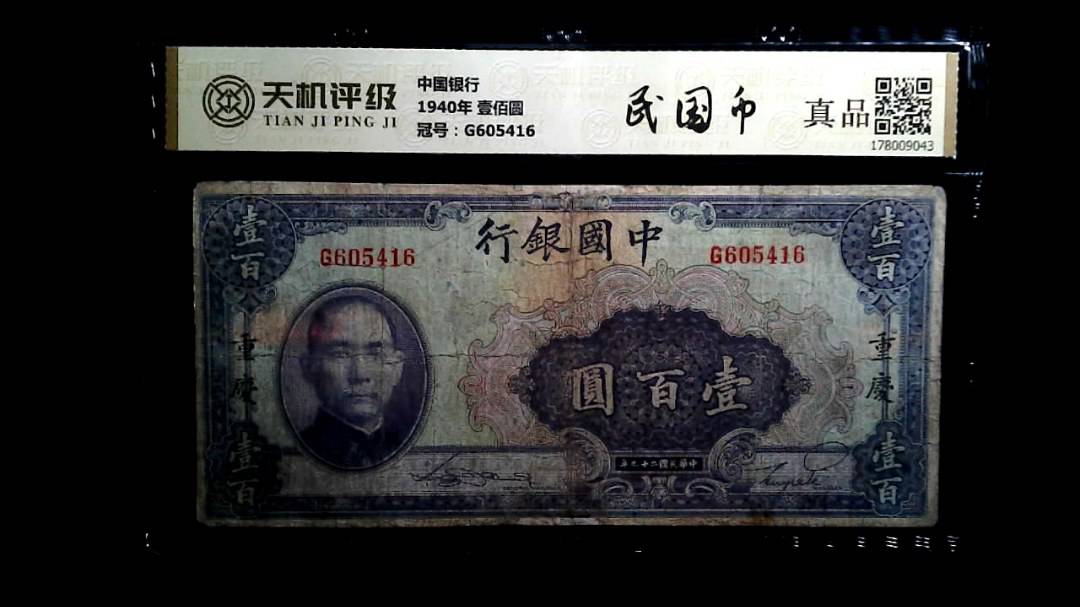 天机评级
TIAN JI PING JI
中国银行
1940年 壹佰圆
冠号：G605416
民国币
真品
178009043
行銀國中
壹百
壹百
G605416
G605416
重慶
重慶
圓百壹
年九十二國民華中
壹百
壹百